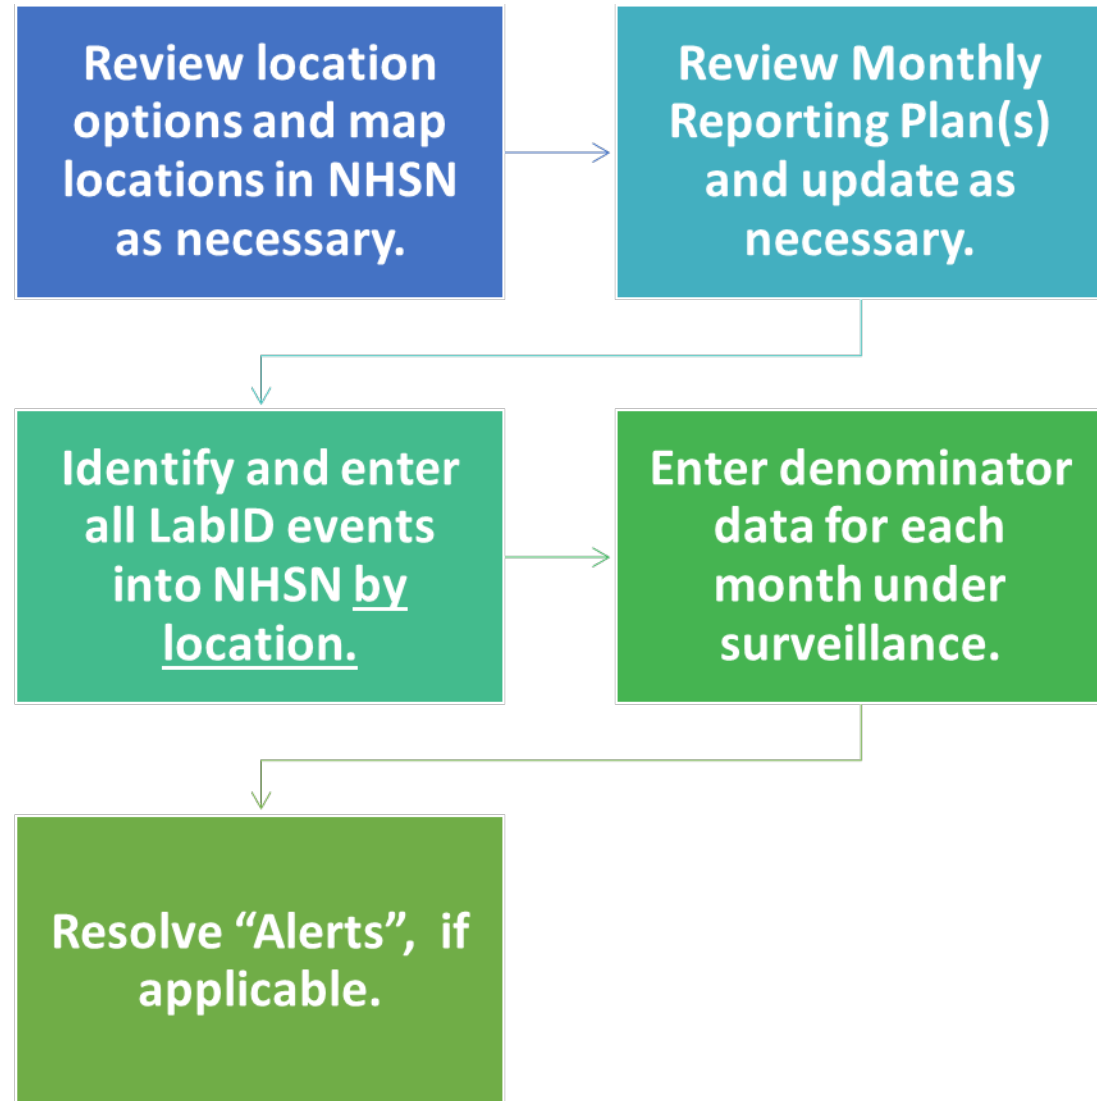 Review location
options and map
locations in NHSN
as necessary.
Review Monthly
Reporting Plan(s)
and update as
necessary.
Identify and enter
all LabID events
into NHSN by
location.
Enter denominator
data for each
month under
surveillance.
Resolve “Alerts”, if
applicable.